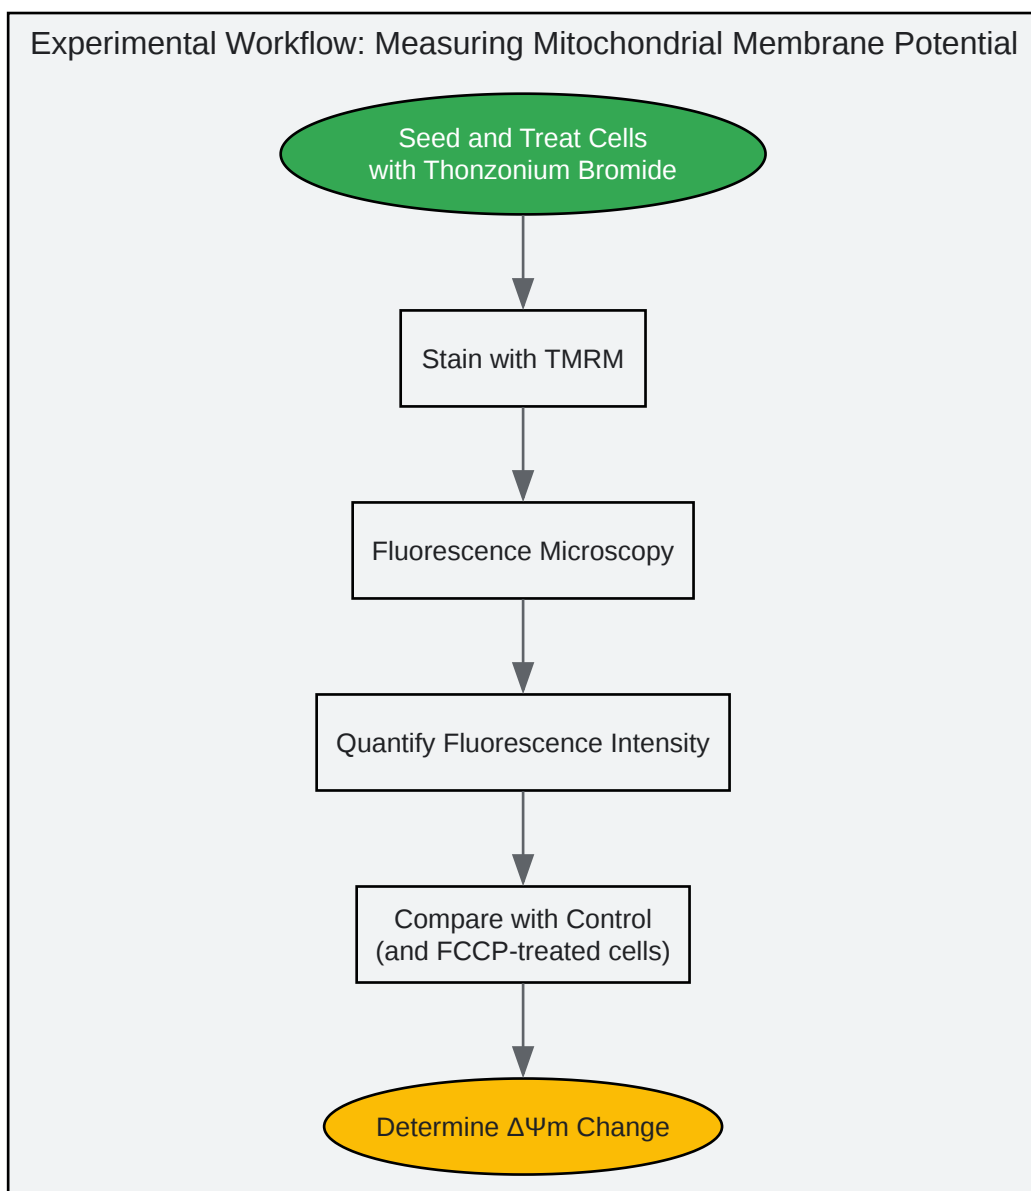 Experimental Workflow: Measuring Mitochondrial Membrane Potential
Seed and Treat Cells
with Thonzonium Bromide
Stain with TMRM
Fluorescence Microscopy
Quantify Fluorescence Intensity
Compare with Control
(and FCCP-treated cells)
Determine ΔΨm Change